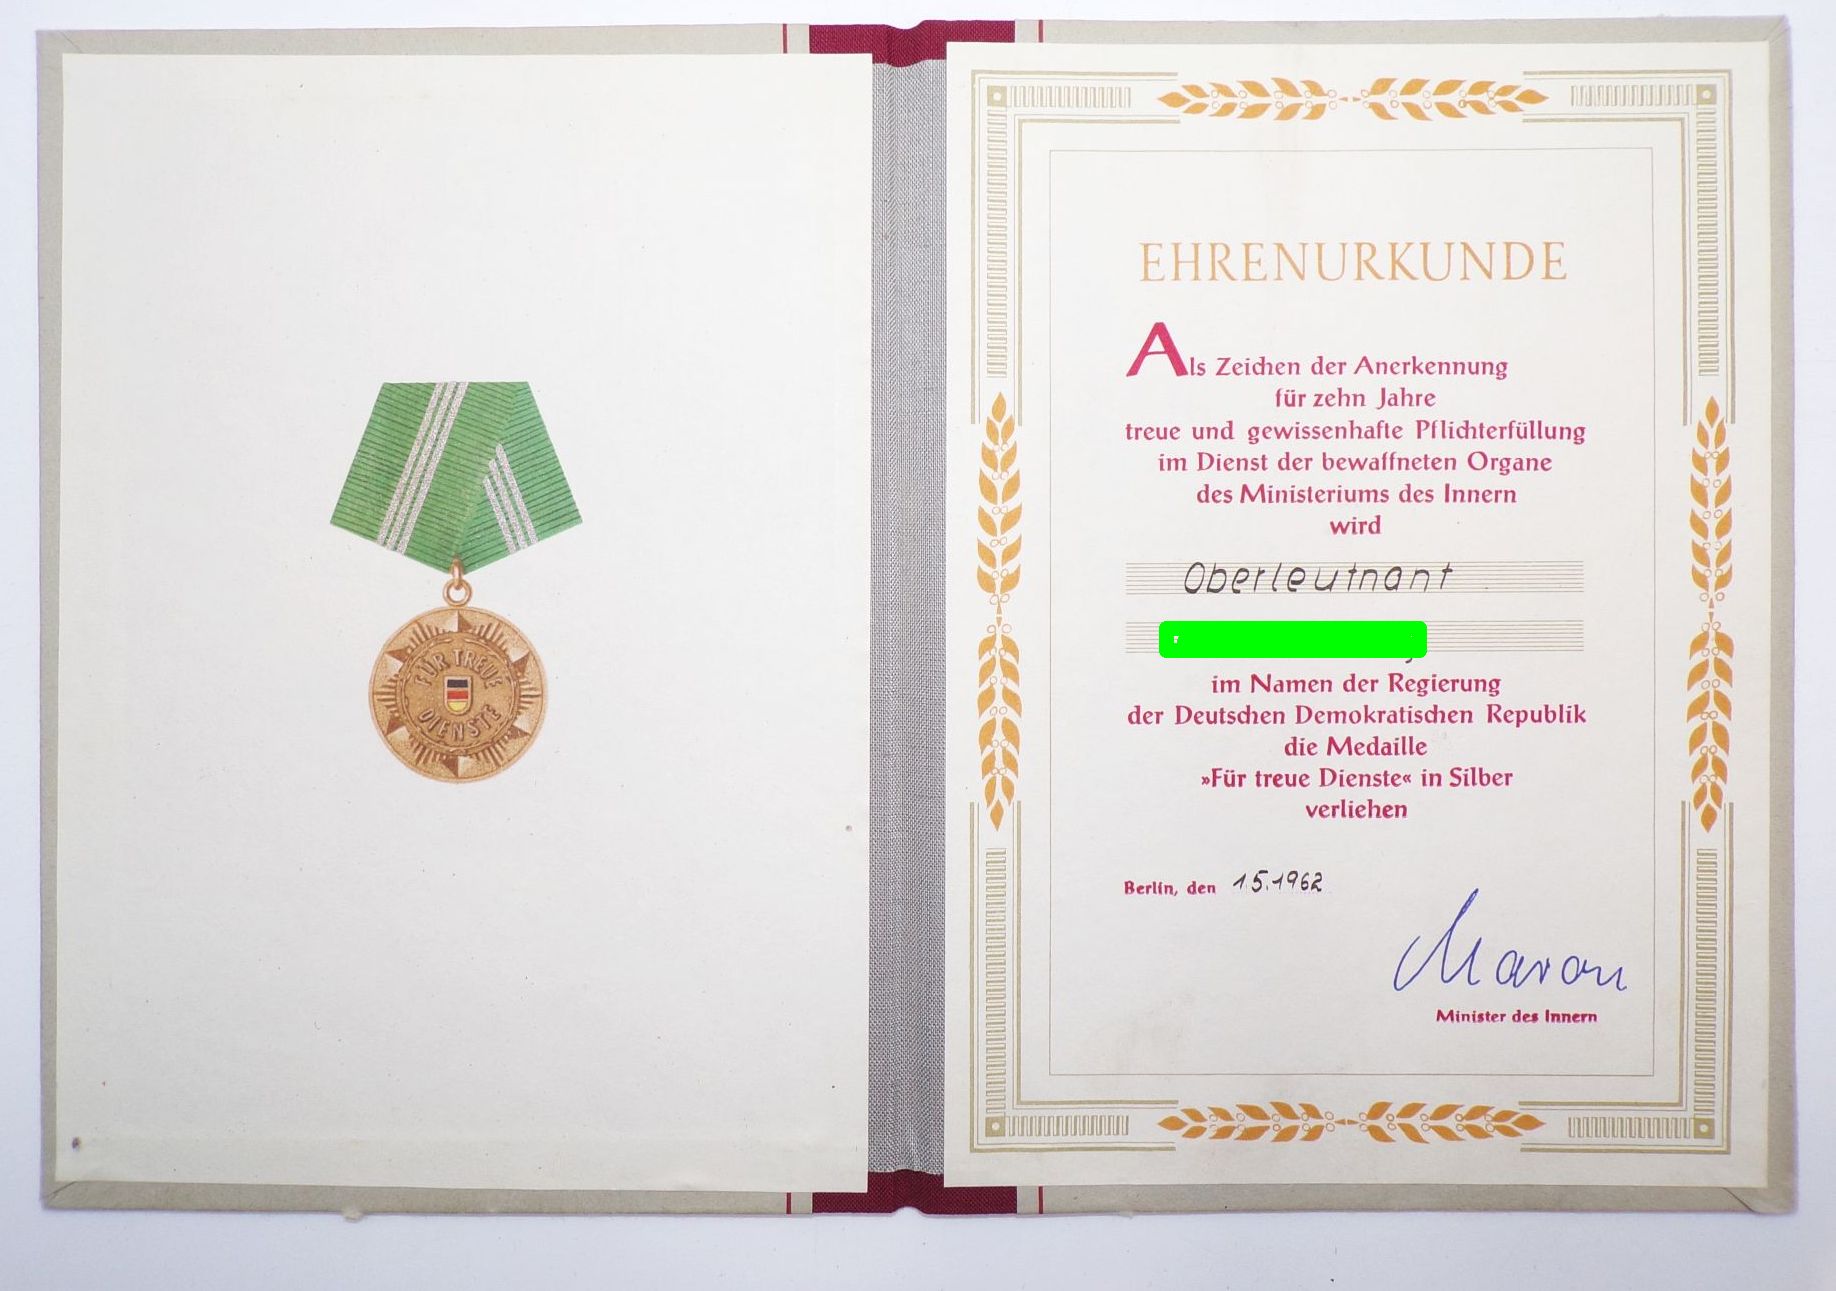 FÜR TREUE
DIENSTE
EHRENURKUNDE
Als Zeichen der Anerkennung
für zehn Jahre
treue und gewissenhafte Pflichterfüllung
im Dienst der bewaffneten Organe
des Ministeriums des Innern
wird
Oberleutnant
im Namen der Regierung
der Deutschen Demokratischen Republik
die Medaille
»Für treue Dienste« in Silber
verliehen
Berlin, den 1.5.1962
Maron
Minister des Innern